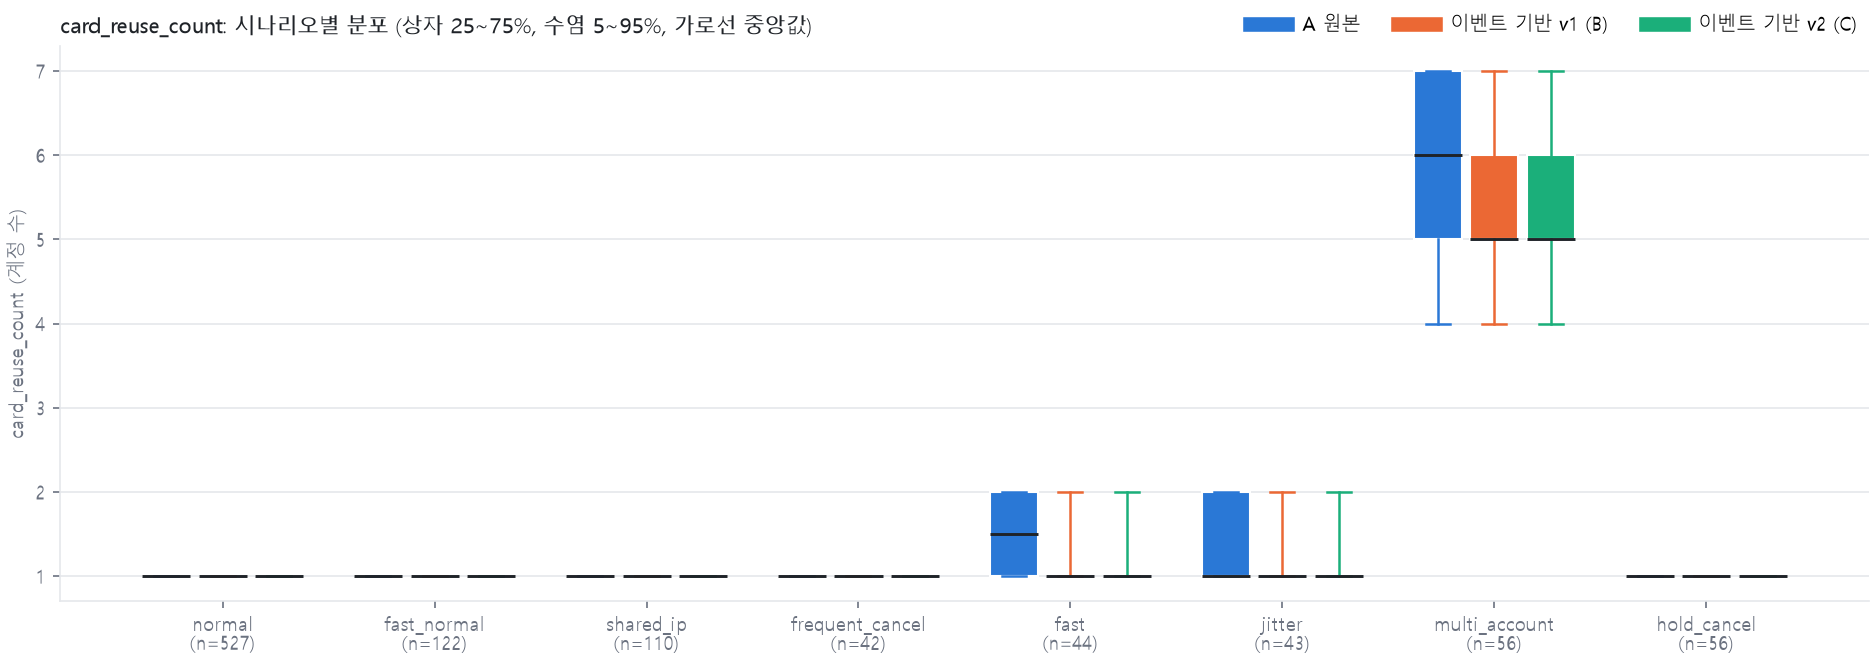 card_reuse_count: 시나리오별 분포 (상자 25~75%, 수염 5~95%, 가로선 중앙값)
A 원본
이벤트 기반 v1 (B)
이벤트 기반 v2 (C)
card_reuse_count (계정 수)
7
6
5
4
3
2
1
normal
(n=527)
fast_normal
(n=122)
shared_ip
(n=110)
frequent_cancel
(n=42)
fast
(n=44)
jitter
(n=43)
multi_account
(n=56)
hold_cancel
(n=56)